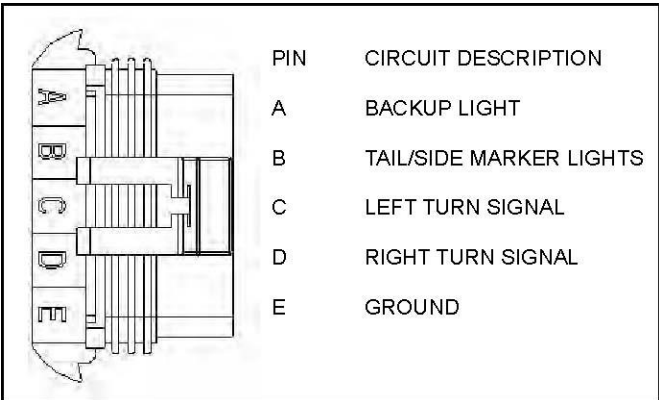 PIN CIRCUIT DESCRIPTION
A BACKUP LIGHT
B TAIL/SIDE MARKER LIGHTS
C LEFT TURN SIGNAL
D RIGHT TURN SIGNAL
E GROUND
A
B
C
D
E